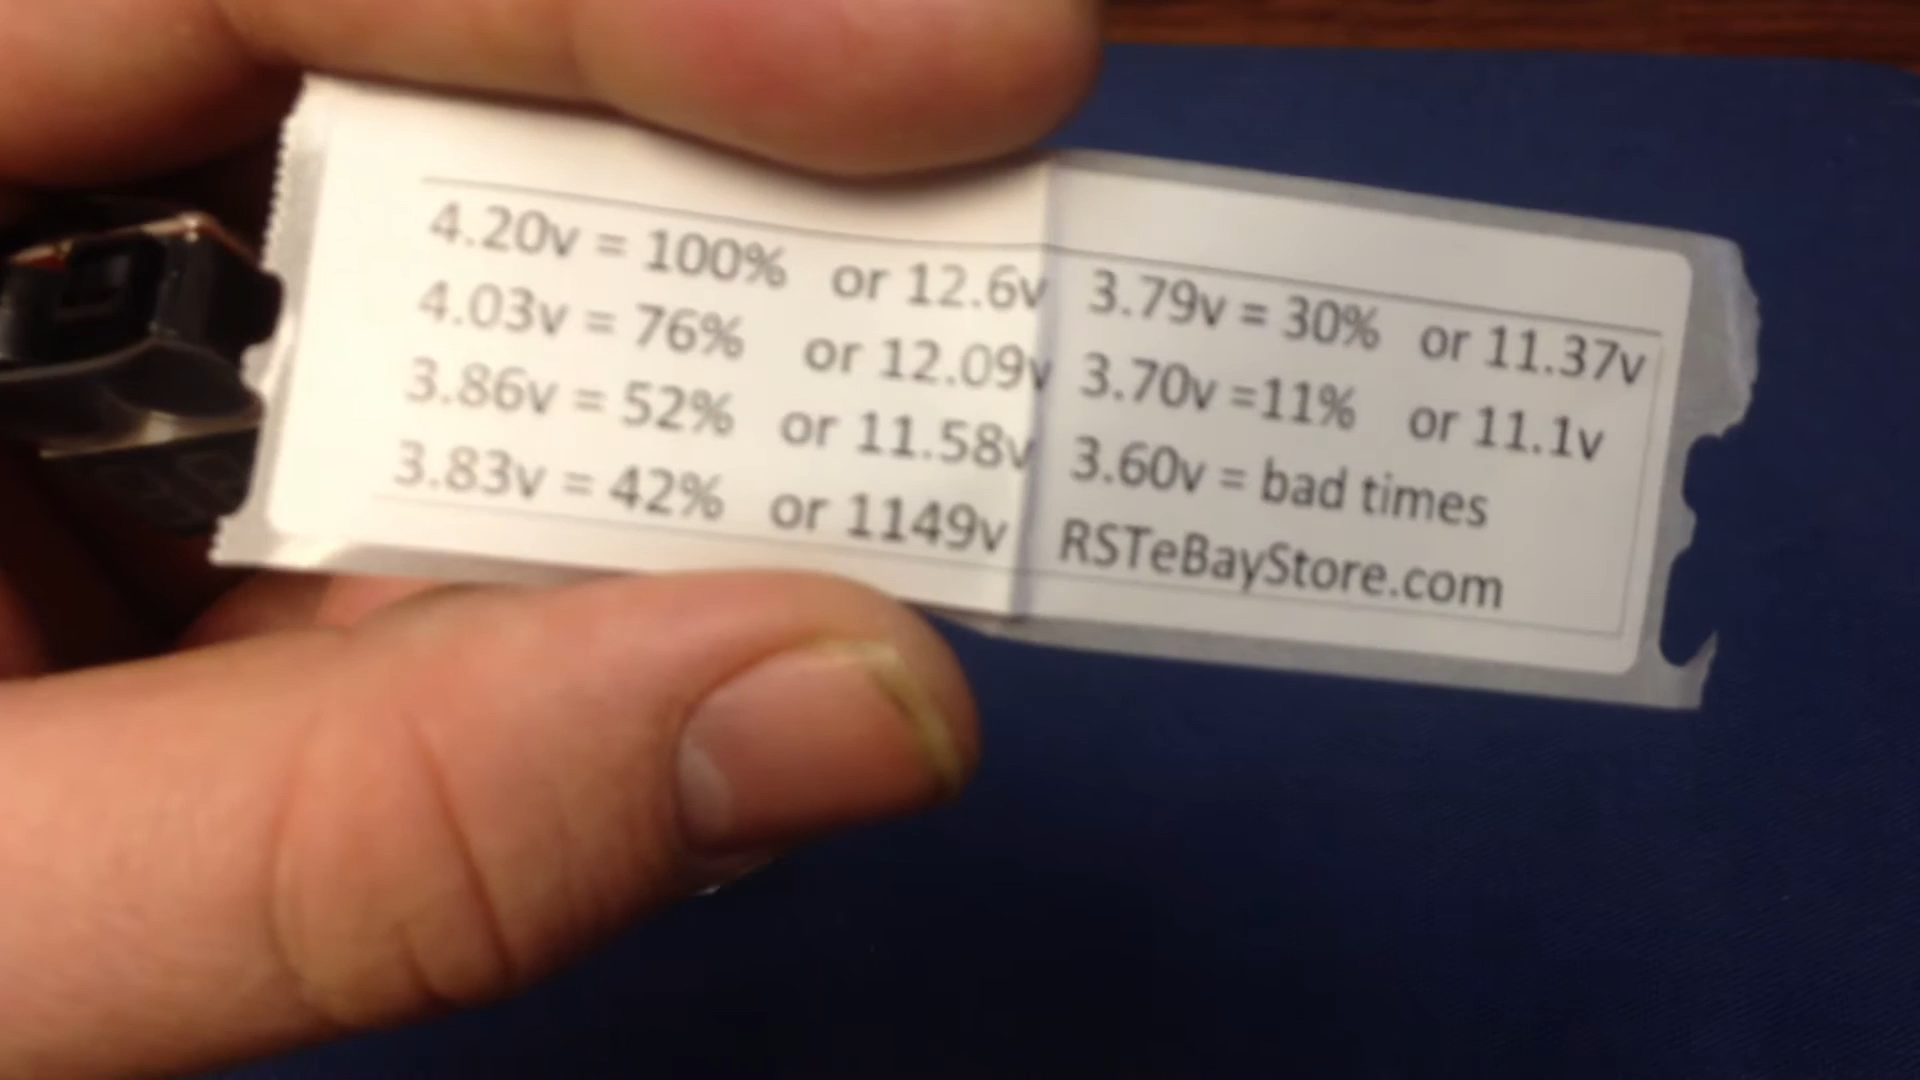 4.20v = 100% or 12.6v
4.03v = 76% or 12.09v
3.86v = 52% or 11.58v
3.83v = 42% or 1149v
3.79v = 30% or 11.37v
3.70v =11% or 11.1v
3.60v = bad times
RSTeBayStore.com